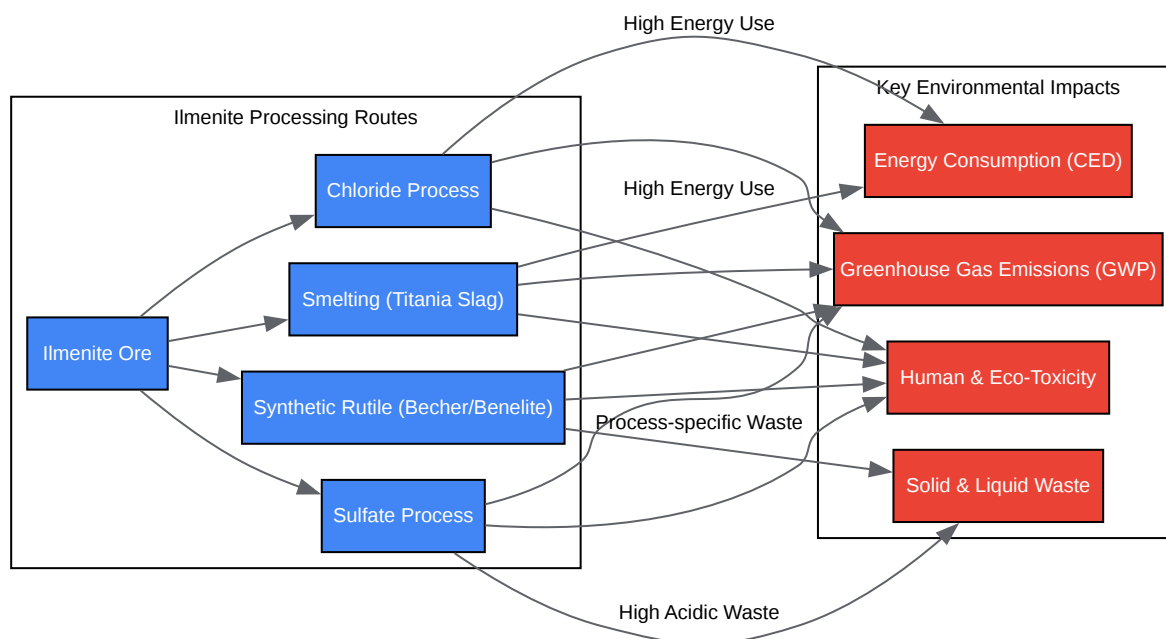 High Energy Use
Key Environmental Impacts
Ilmenite Processing Routes
Energy Consumption (CED)
Chloride Process
High Energy Use
Greenhouse Gas Emissions (GWP)
Smelting (Titania Slag)
Ilmenite Ore
Human & Eco-Toxicity
Synthetic Rutile (Becher/Benelite)
Process-specific Waste
Solid & Liquid Waste
Sulfate Process
High Acidic Waste